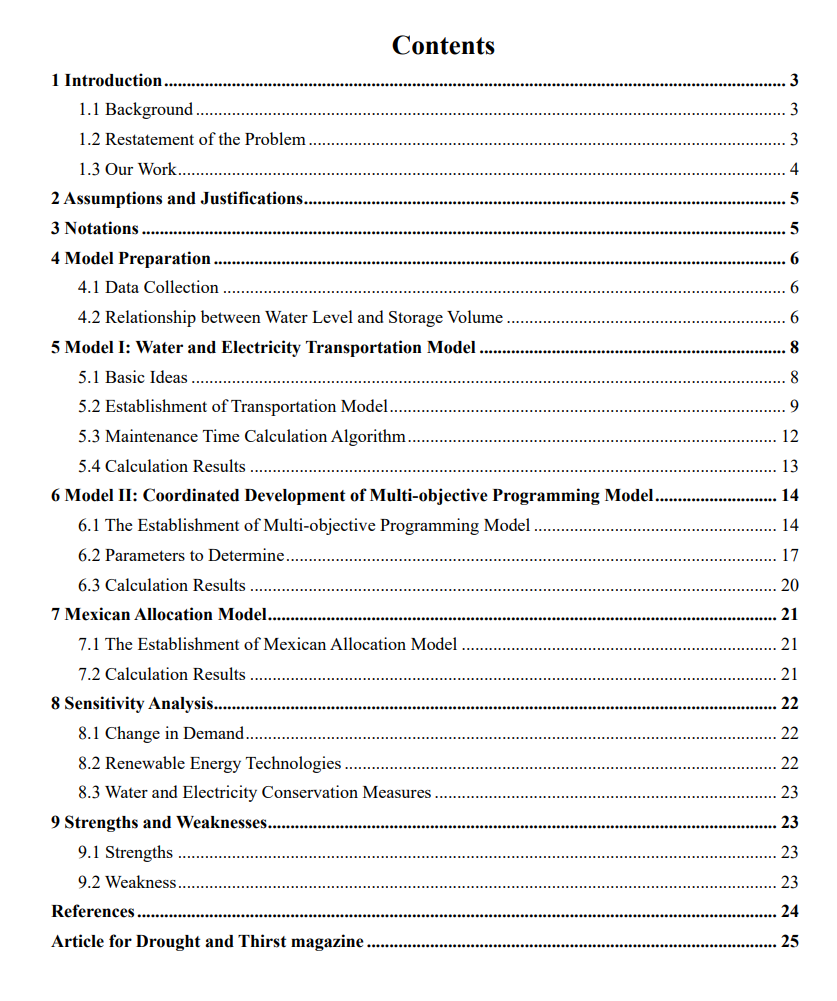 Contents
1 Introduction........ 3
1.1 Background........ 3
1.2 Restatement of the Problem........ 3
1.3 Our Work........ 4
2 Assumptions and Justifications........ 5
3 Notations........ 5
4 Model Preparation........ 6
4.1 Data Collection........ 6
4.2 Relationship between Water Level and Storage Volume........ 6
5 Model I: Water and Electricity Transportation Model........ 8
5.1 Basic Ideas........ 8
5.2 Establishment of Transportation Model........ 9
5.3 Maintenance Time Calculation Algorithm........ 12
5.4 Calculation Results........ 13
6 Model II: Coordinated Development of Multi-objective Programming Model........ 14
6.1 The Establishment of Multi-objective Programming Model........ 14
6.2 Parameters to Determine........ 17
6.3 Calculation Results........ 20
7 Mexican Allocation Model........ 21
7.1 The Establishment of Mexican Allocation Model........ 21
7.2 Calculation Results........ 21
8 Sensitivity Analysis........ 22
8.1 Change in Demand........ 22
8.2 Renewable Energy Technologies........ 22
8.3 Water and Electricity Conservation Measures........ 23
9 Strengths and Weaknesses........ 23
9.1 Strengths........ 23
9.2 Weakness........ 23
References........ 24
Article for Drought and Thirst magazine........ 25